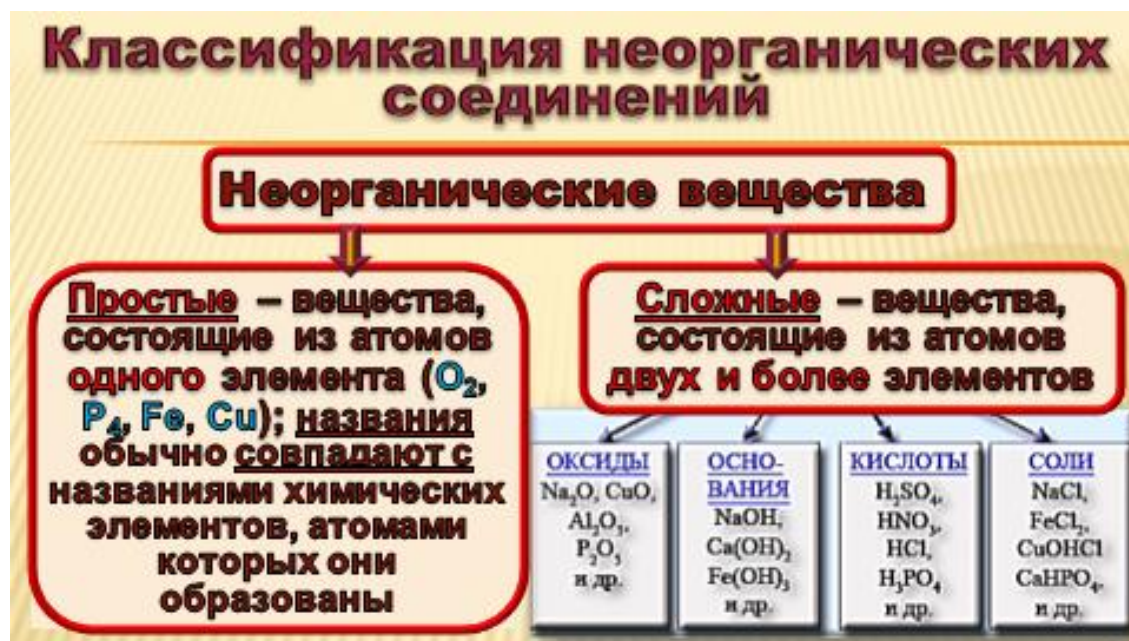 Классификация неорганических
соединений
Неорганические вещества
Простые – вещества,
состоящие из атомов
одного элемента (O₂,
P₄, Fe, Cu); названия
обычно совпадают с
названиями химических
элементов, атомами
которых они
образованы
Сложные – вещества,
состоящие из атомов
двух и более элементов
ОКСИДЫ
Na₂O, CuO,
Al₂O₃,
P₂O₅
и др.
ОСНО-
ВАНИЯ
NaOH,
Ca(OH)₂
Fe(OH)₃
и др.
КИСЛОТЫ
H₂SO₄,
HNO₃,
HCl,
H₃PO₄
и др.
СОЛИ
NaCl,
FeCl₂,
CuOHCl
CaHPO₄,
и др.